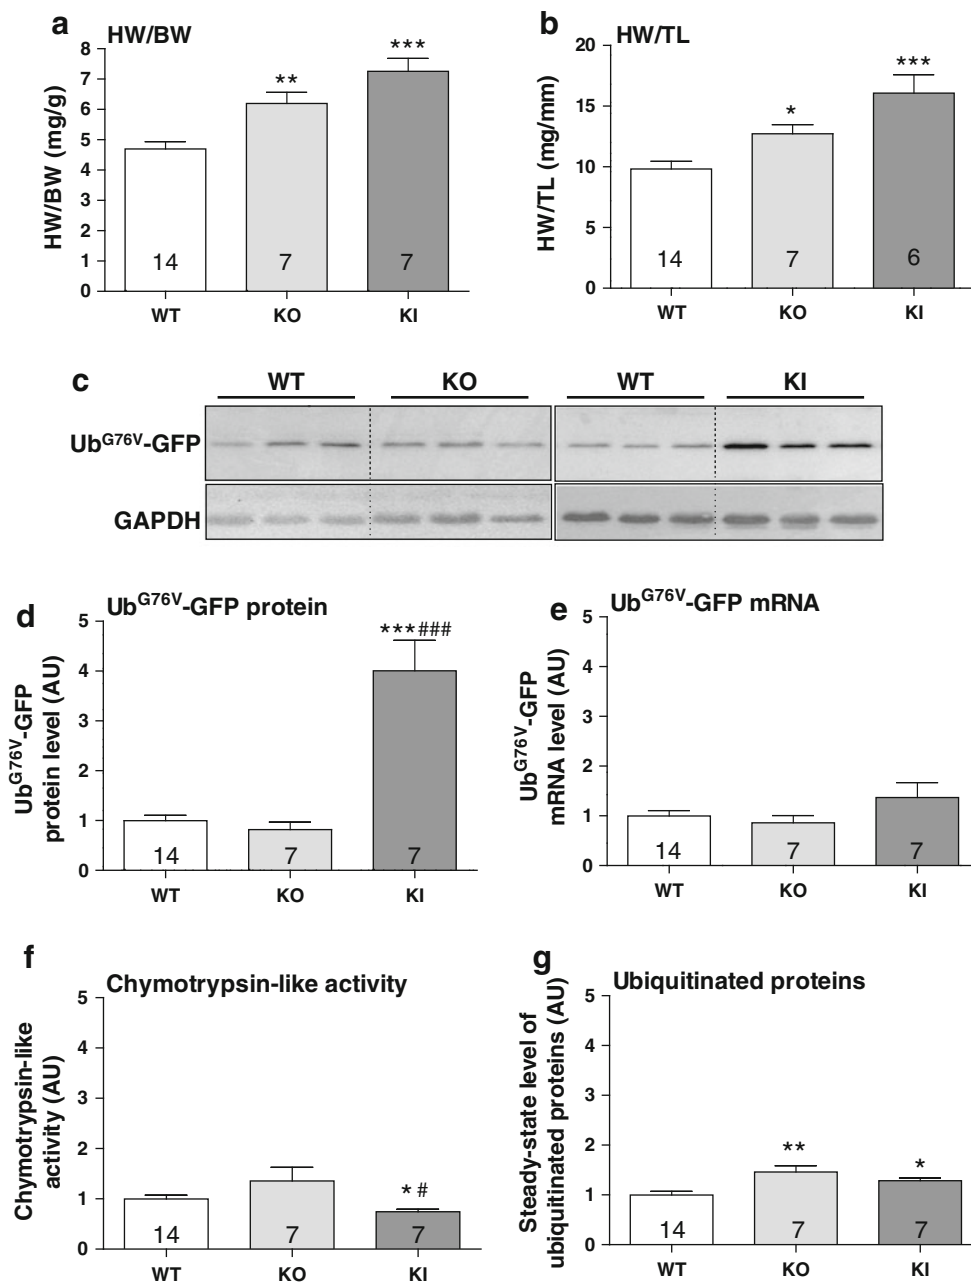 a HW/BW
HW/BW (mg/g)
8
7
6
5
4
3
2
1
0
** ***
14 7 7
WT KO KI
b HW/TL
HW/TL (mg/mm)
20
15
10
5
0
* ***
14 7 6
WT KO KI
c WT KO WT KI
Ub^G76V-GFP
GAPDH
d Ub^G76V-GFP protein
Ub^G76V-GFP
protein level (AU)
5
4
3
2
1
0
***###
14 7 7
WT KO KI
e Ub^G76V-GFP mRNA
Ub^G76V-GFP
mRNA level (AU)
5
4
3
2
1
0
14 7 7
WT KO KI
f Chymotrypsin-like activity
Chymotrypsin-like
activity (AU)
5
4
3
2
1
0
* #
14 7 7
WT KO KI
g Ubiquitinated proteins
Steady-state level of
ubiquitinated proteins (AU)
5
4
3
2
1
0
** *
14 7 7
WT KO KI